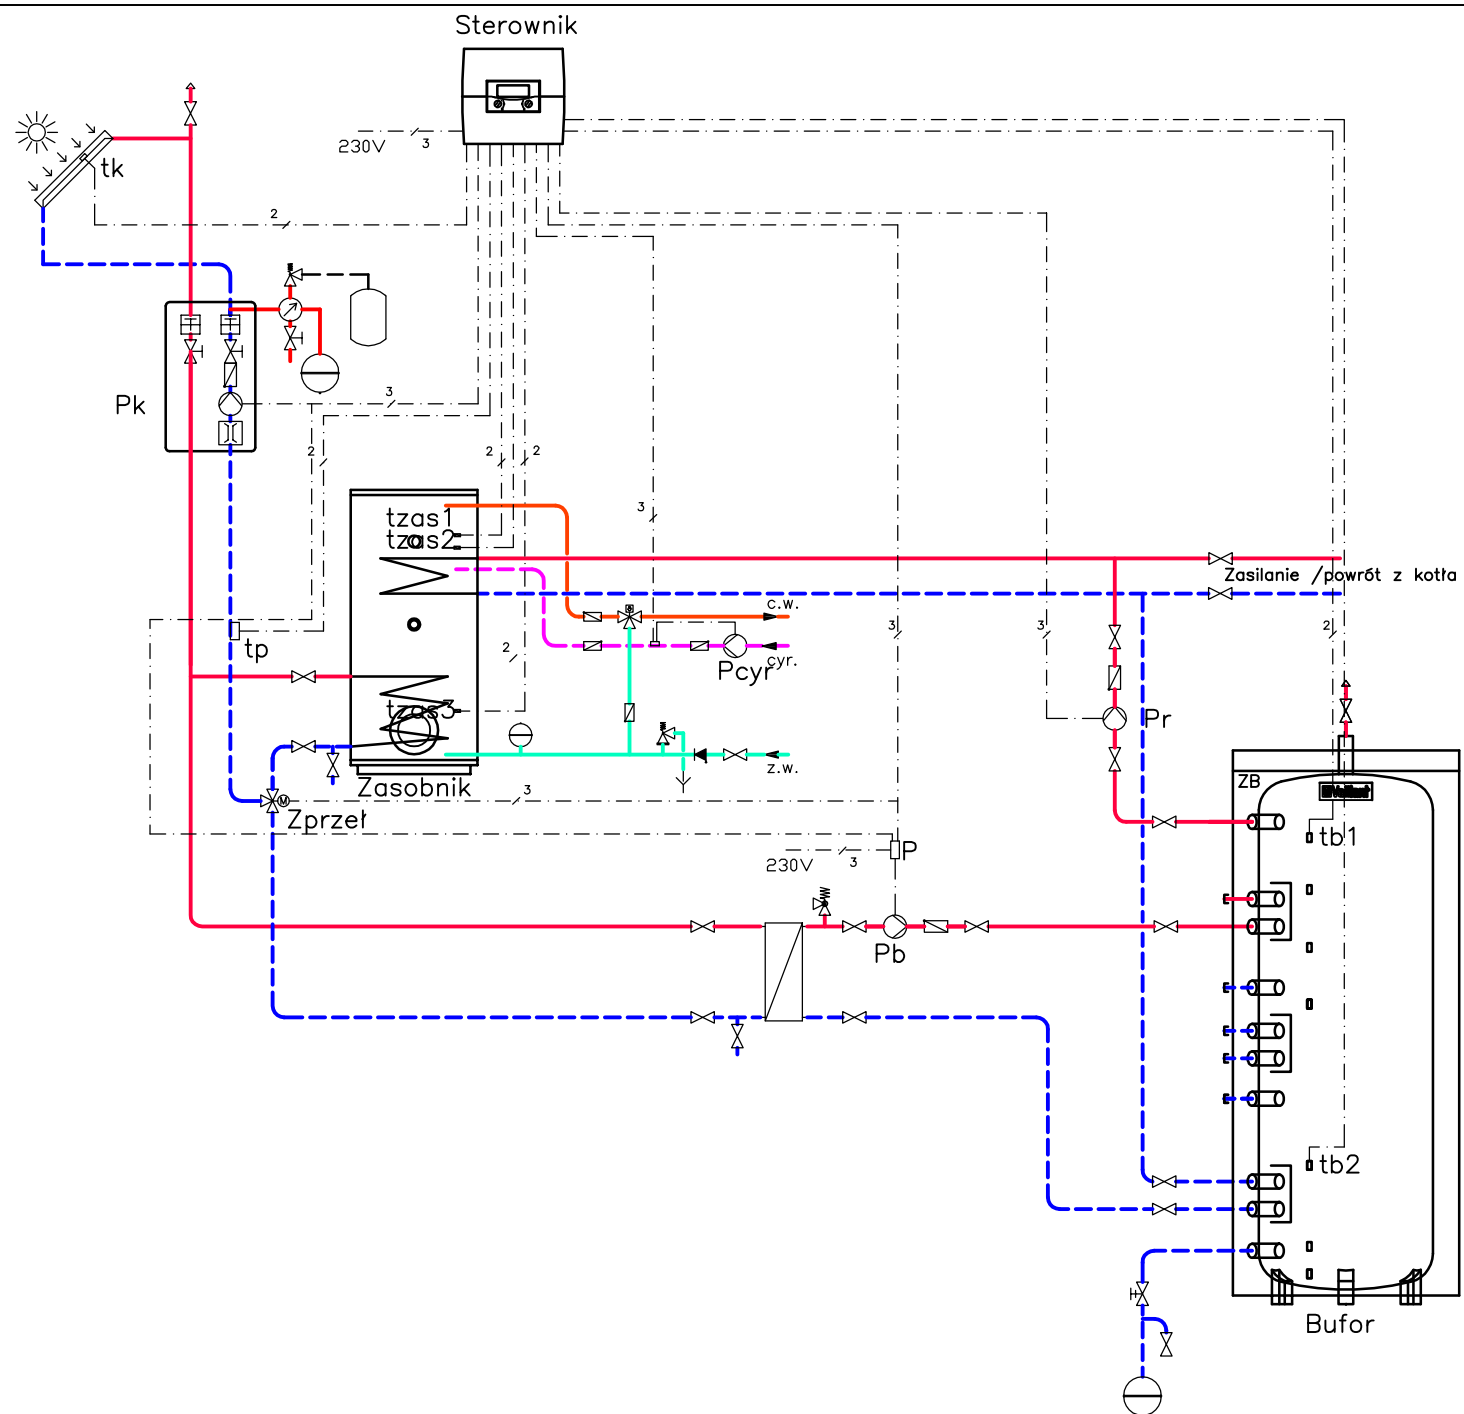 Sterownik
230V
3
tk
2
3
Pk
2
2
2
3
tzas1
tzas2
Zasilanie /powrót z kotła
c.w.
3
3
2
tp
2
cyr.
Pcyr
tzas3
Pr
z.w.
Zasobnik
ZB
3
M
Zprzeł
Vaillant
tb1
230V
3
P
Pb
tb2
Bufor